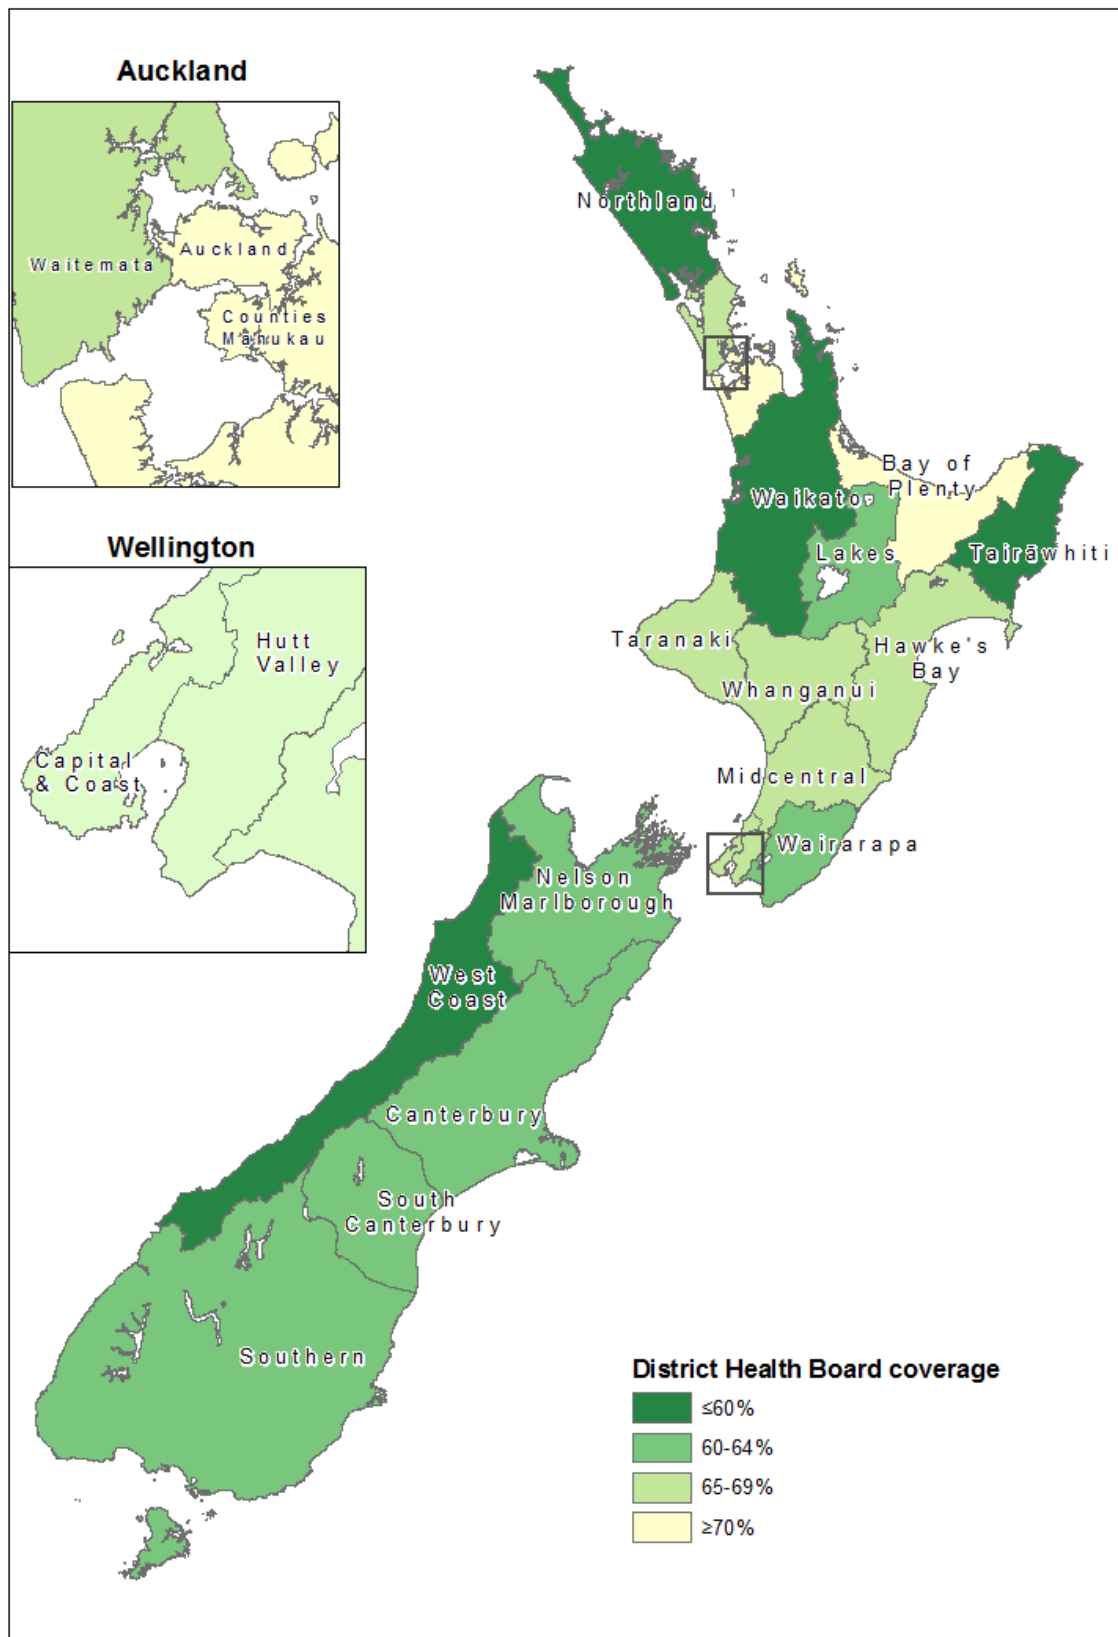 Auckland
Waitemata
Auckland
Counties
Manukau
Wellington
Hutt
Valley
Capital
& Coast
Northland
Bay of
Plenty
Waikato
Lakes
Tairāwhiti
Taranaki
Hawke's
Bay
Whanganui
Midcentral
Wairarapa
Nelson
Marlborough
West
Coast
Canterbury
South
Canterbury
Southern
District Health Board coverage
≤60%
60-64%
65-69%
≥70%